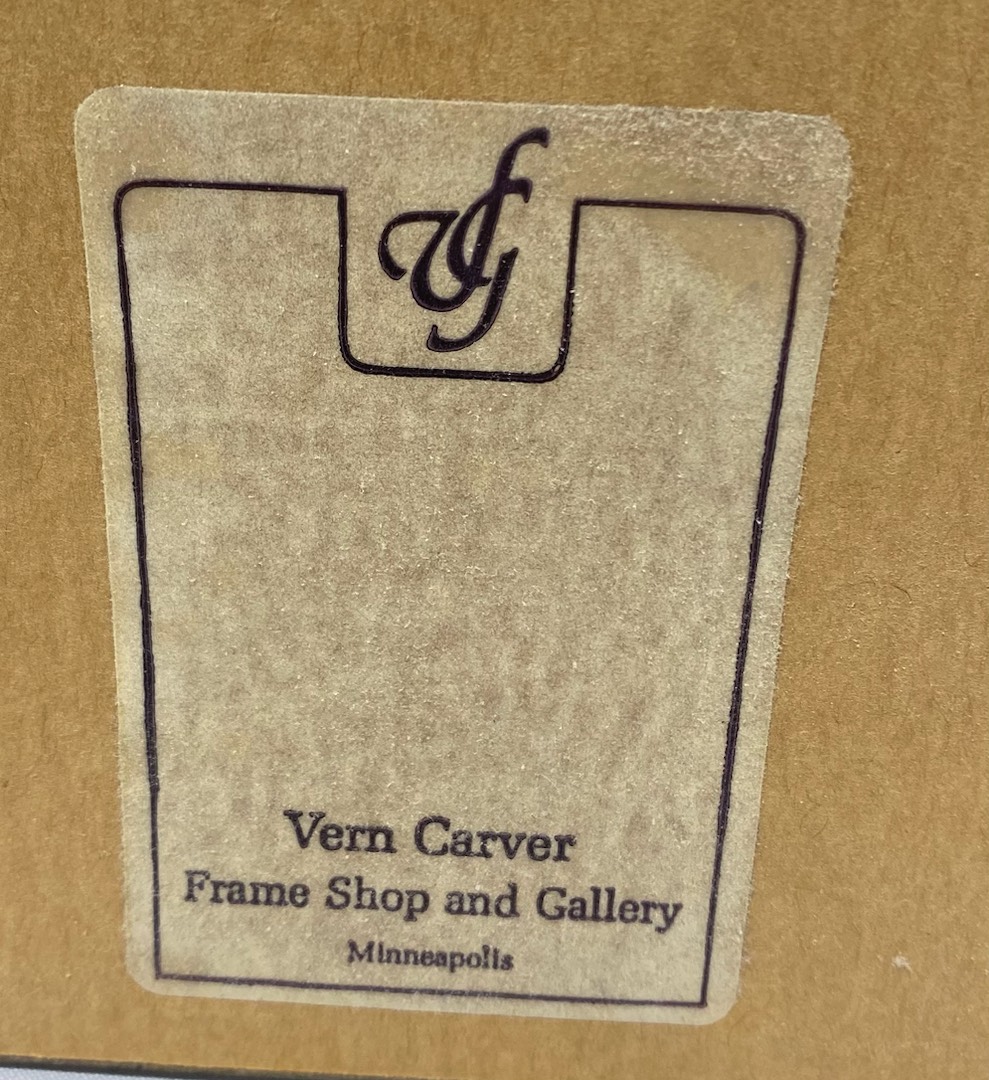 Vern Carver
Frame Shop and Gallery
Minneapolis